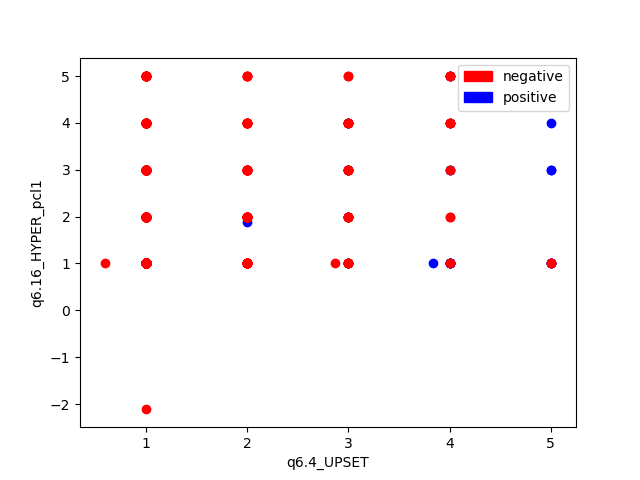 negative
positive
5
4
3
2
1
0
−1
−2
q6.16_HYPER_pcl1
1 2 3 4 5
q6.4_UPSET